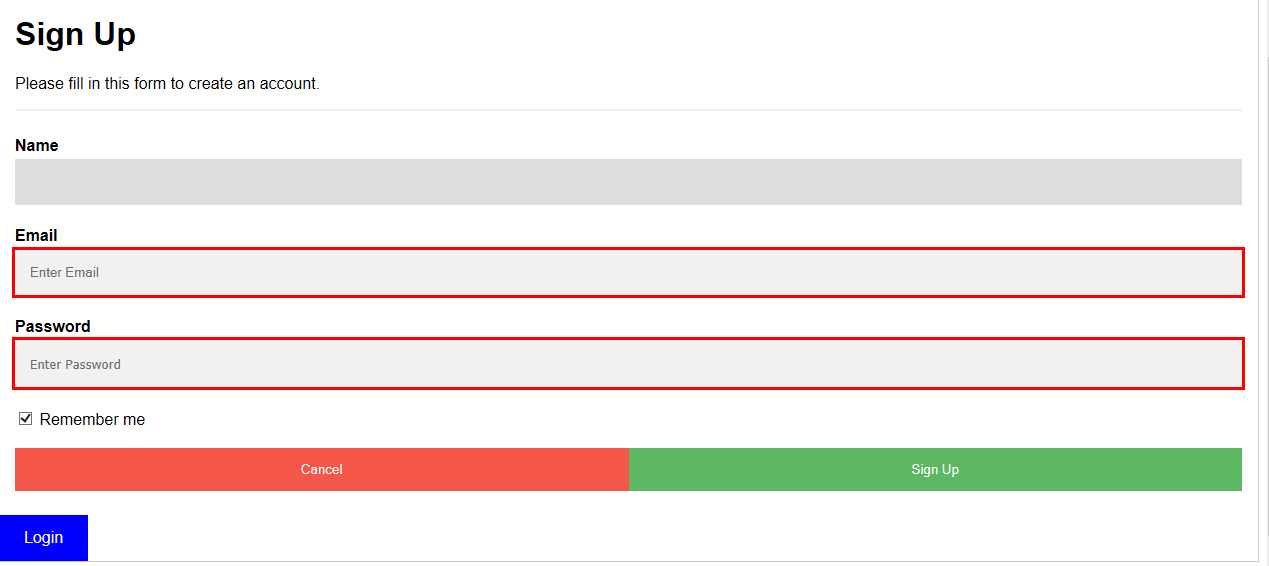 Sign Up
Please fill in this form to create an account.
Name
Email
Enter Email
Password
Enter Password
Remember me
Cancel Sign Up
Login